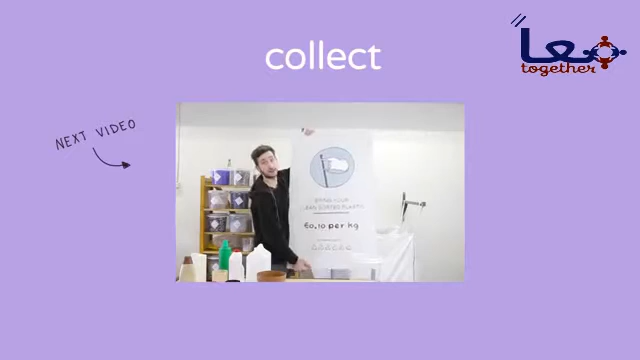 collect
معاً
together
NEXT VIDEO
BRING YOUR
CLEAN SORTED PLASTIC
€0,10 per kg